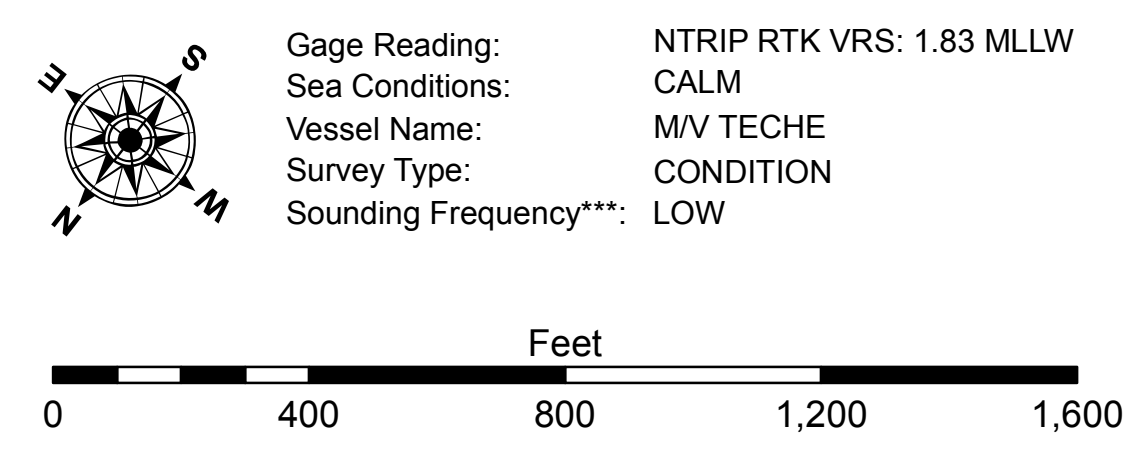 S
E
W
N
Gage Reading: NTRIP RTK VRS: 1.83 MLLW
Sea Conditions: CALM
Vessel Name: M/V TECHE
Survey Type: CONDITION
Sounding Frequency***: LOW
Feet
0 400 800 1,200 1,600